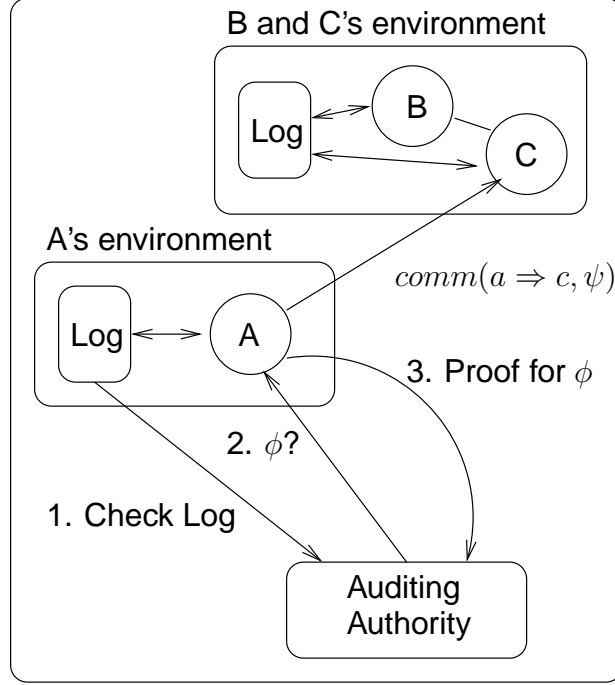 B and C's environment
B
Log
C
A's environment
comm(a ⇒ c, ψ)
Log
A
3. Proof for ϕ
2. ϕ?
1. Check Log
Auditing
Authority